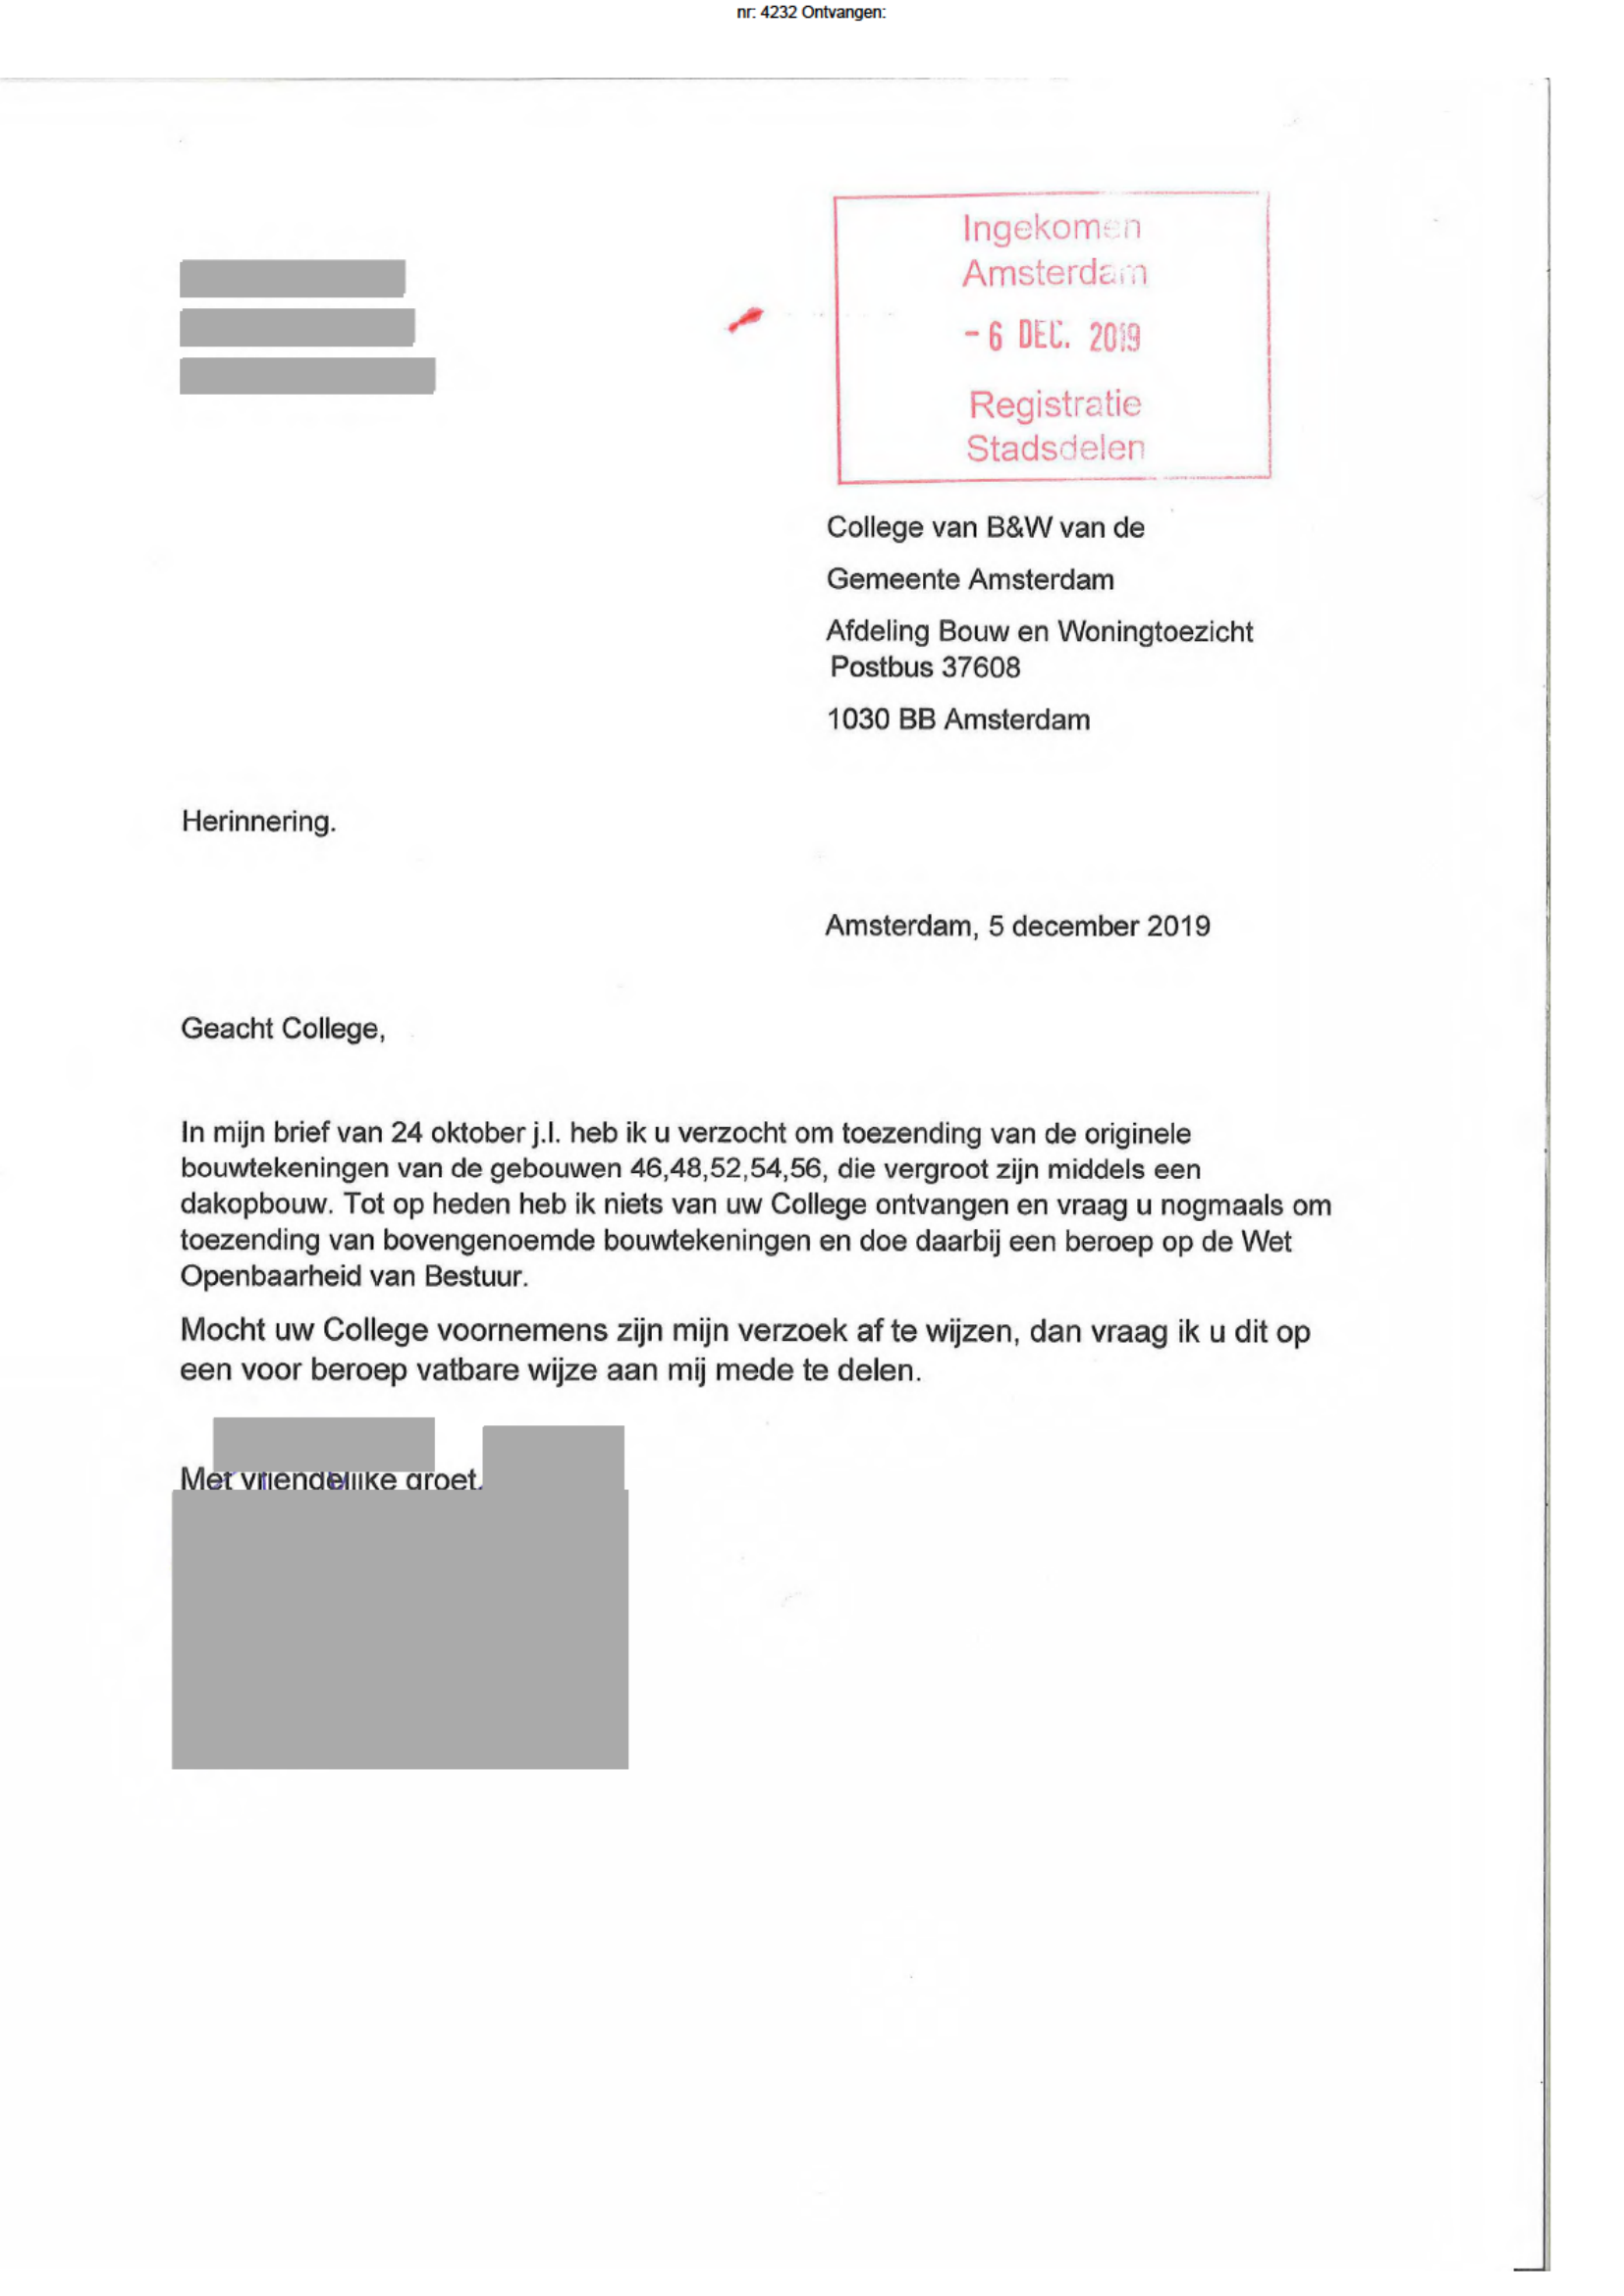 nr: 4232 Ontvangen:
Ingekomen
Amsterdam
- 6 DEC. 2019
Registratie
Stadsdelen
College van B&W van de
Gemeente Amsterdam
Afdeling Bouw en Woningtoezicht
Postbus 37608
1030 BB Amsterdam
Herinnering.
Amsterdam, 5 december 2019
Geacht College,
In mijn brief van 24 oktober j.l. heb ik u verzocht om toezending van de originele
bouwtekeningen van de gebouwen 46,48,52,54,56, die vergroot zijn middels een
dakopbouw. Tot op heden heb ik niets van uw College ontvangen en vraag u nogmaals om
toezending van bovengenoemde bouwtekeningen en doe daarbij een beroep op de Wet
Openbaarheid van Bestuur.
Mocht uw College voornemens zijn mijn verzoek af te wijzen, dan vraag ik u dit op
een voor beroep vatbare wijze aan mij mede te delen.
Met vriendelijke groet,